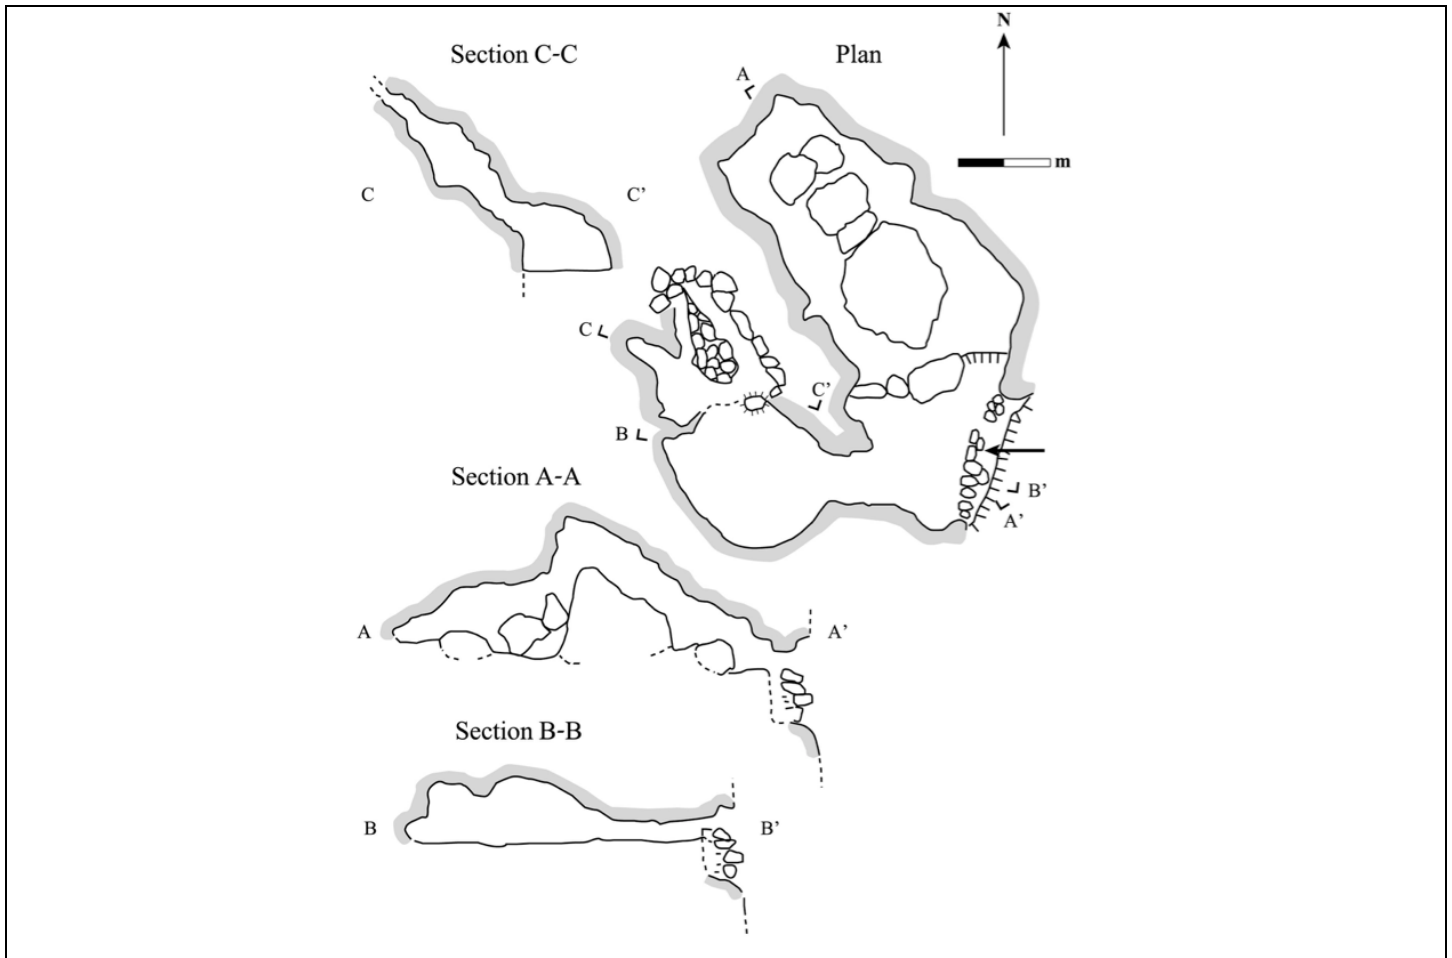 N
Section C-C
Plan
A
m
C
C'
C
C'
B
Section A-A
B'
A'
A
A'
Section B-B
B
B'